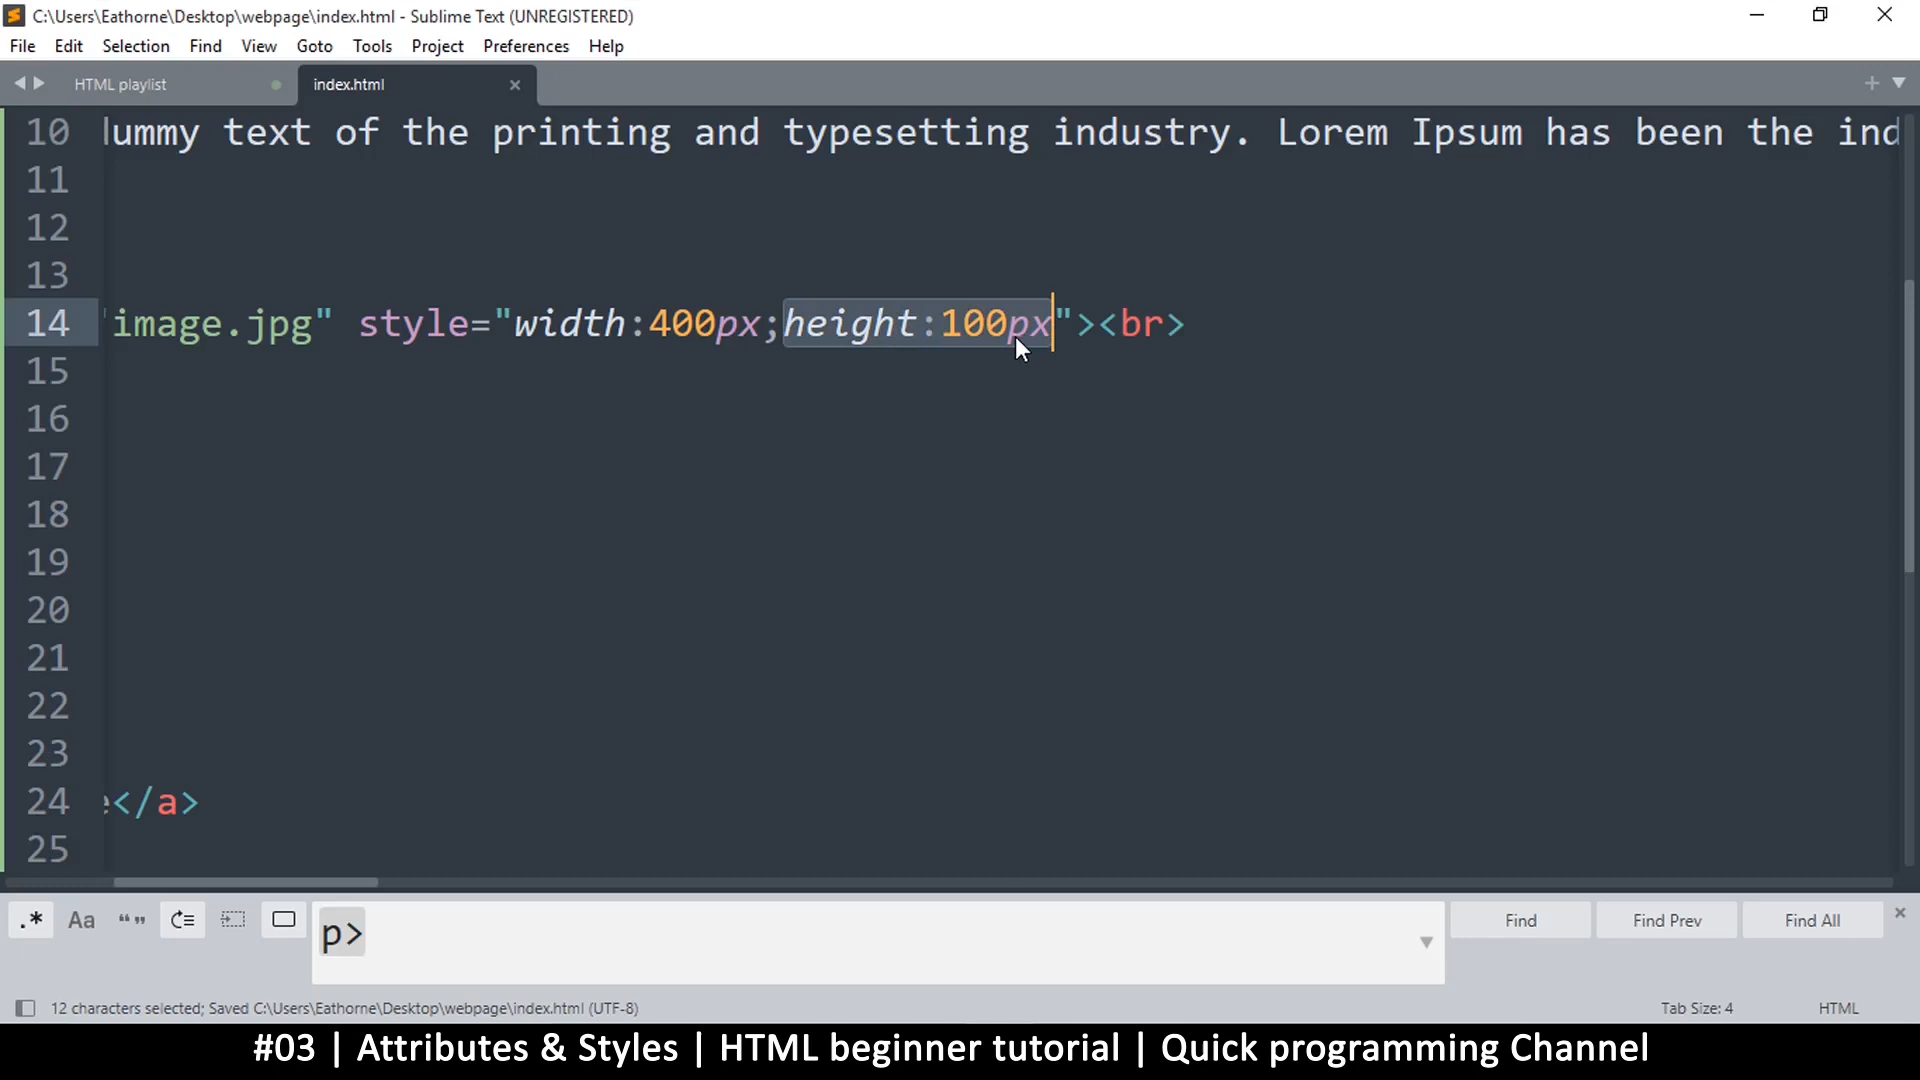 C:\Users\Eathorne\Desktop\webpage\index.html - Sublime Text (UNREGISTERED)
File Edit Selection Find View Goto Tools Project Preferences Help
HTML playlist index.html
10 lummy text of the printing and typesetting industry. Lorem Ipsum has been the ind
11
12
13
14 "image.jpg" style="width:400px;height:100px"><br>
15
16
17
18
19
20
21
22
23
24 e</a>
25
.* Aa “” p> Find Find Prev Find All
12 characters selected; Saved C:\Users\Eathorne\Desktop\webpage\index.html (UTF-8) Tab Size: 4 HTML
#03 | Attributes & Styles | HTML beginner tutorial | Quick programming Channel